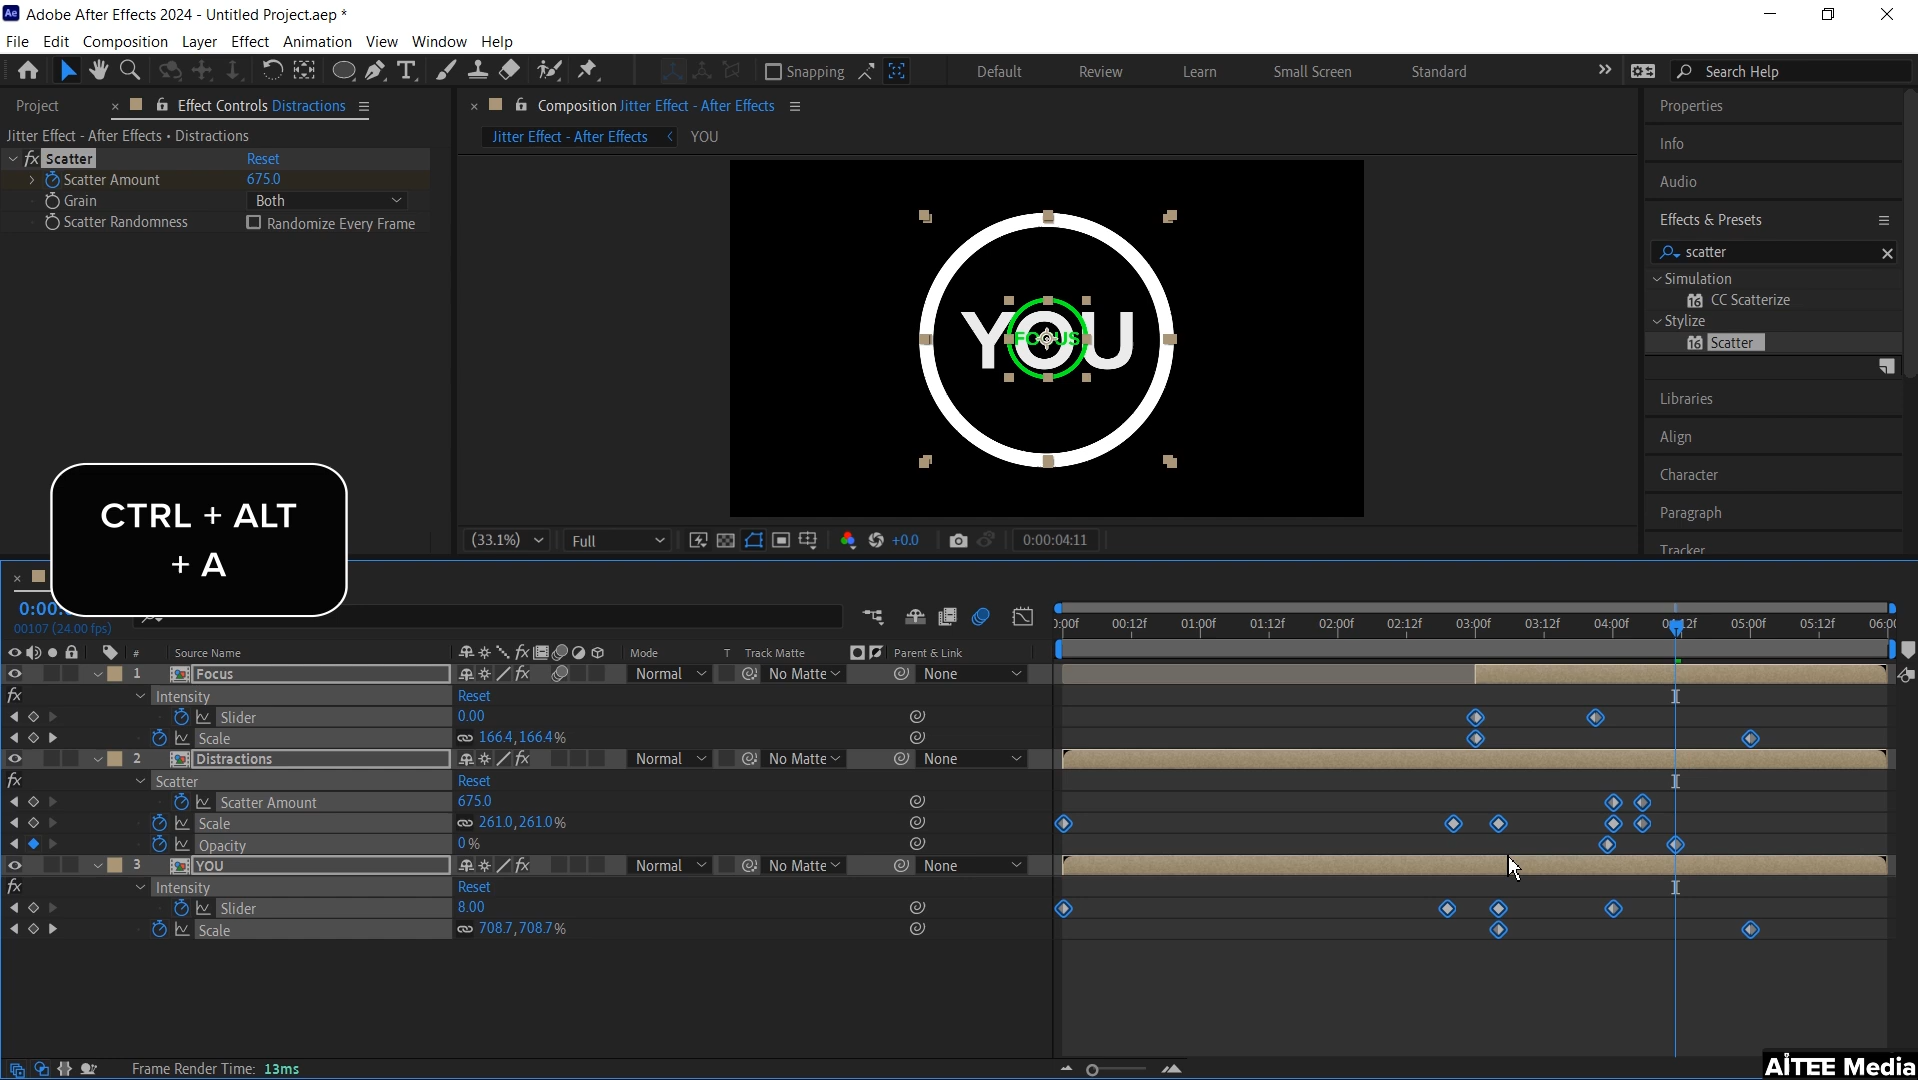 Adobe After Effects 2024 - Untitled Project.aep *
File Edit Composition Layer Effect Animation View Window Help
Snapping Default Review Learn Small Screen Standard Search Help
Project Effect Controls Distractions
Jitter Effect - After Effects • Distractions
fx Scatter Reset
Scatter Amount 675.0
Grain Both
Scatter Randomness Randomize Every Frame
Composition Jitter Effect - After Effects
Jitter Effect - After Effects YOU
YOU
FOCUS
(33.1%) Full +0.0 0:00:04:11
Properties
Info
Audio
Effects & Presets
scatter
Simulation
CC Scatterize
Stylize
Scatter
Libraries
Align
Character
Paragraph
Tracker
CTRL + ALT
+ A
0:00:
00107 (24.00 fps)
:00f 00:12f 01:00f 01:12f 02:00f 02:12f 03:00f 03:12f 04:00f 05:00f 05:12f 06:00
# Source Name Mode T Track Matte Parent & Link
1 Focus Normal No Matte None
fx Intensity Reset
Slider 0.00
Scale 166.4,166.4%
2 Distractions Normal No Matte None
fx Scatter Reset
Scatter Amount 675.0
Scale 261.0,261.0%
Opacity 0%
3 YOU Normal No Matte None
fx Intensity Reset
Slider 8.00
Scale 708.7,708.7%
Frame Render Time: 13ms
AiTEE Media